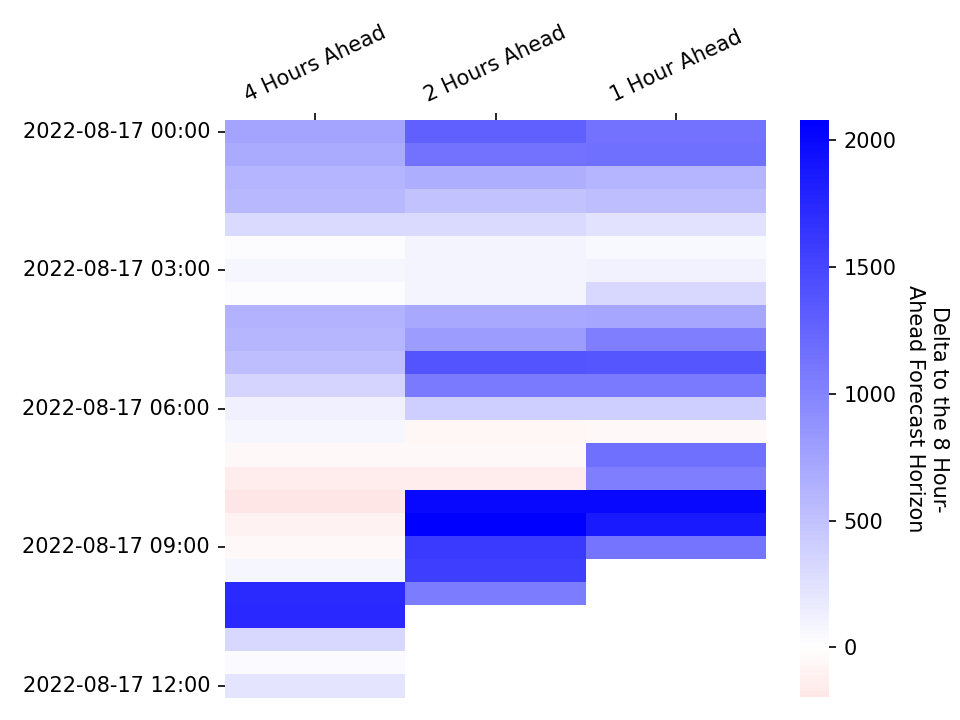 4 Hours Ahead
2 Hours Ahead
1 Hour Ahead
2022-08-17 00:00
2022-08-17 03:00
2022-08-17 06:00
2022-08-17 09:00
2022-08-17 12:00
2000
1500
1000
500
0
Delta to the 8 Hour-
Ahead Forecast Horizon